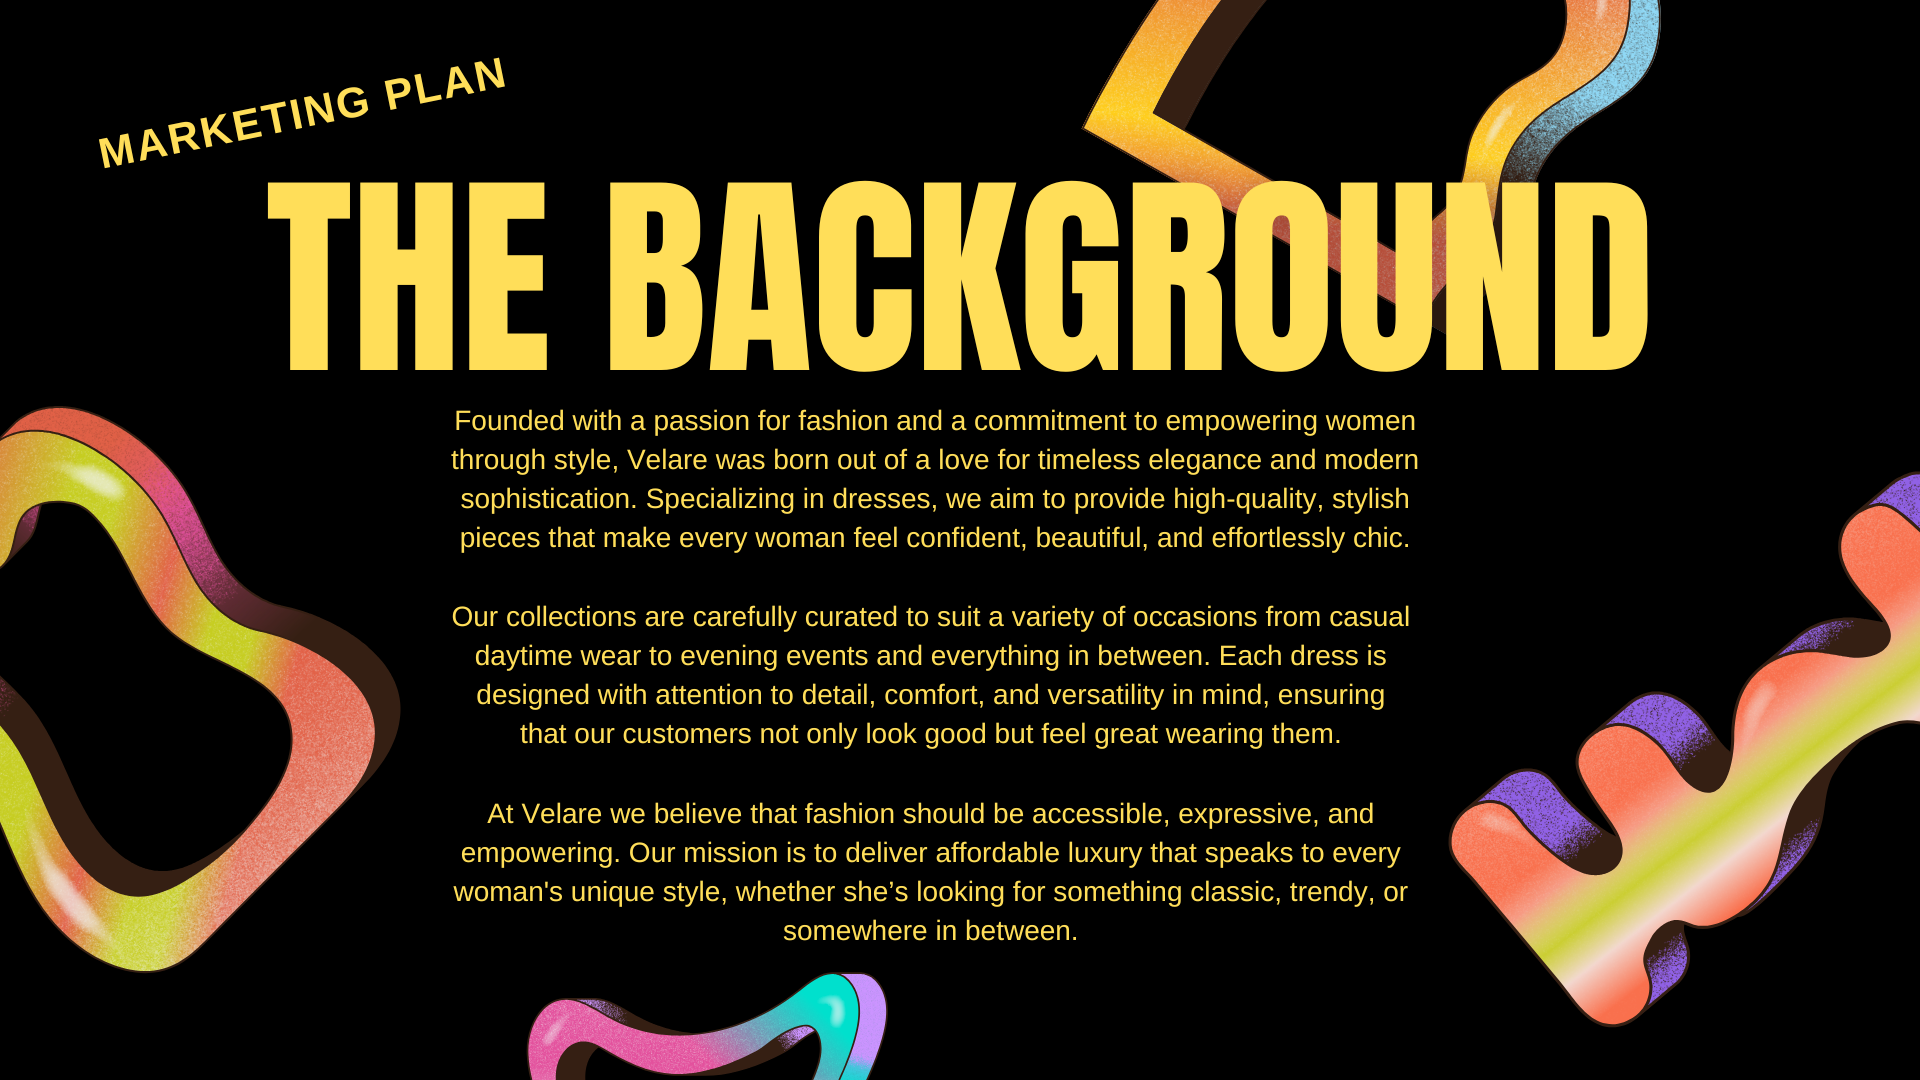 MARKETING PLAN
THE BACKGROUND
Founded with a passion for fashion and a commitment to empowering women
through style, Velare was born out of a love for timeless elegance and modern
sophistication. Specializing in dresses, we aim to provide high-quality, stylish
pieces that make every woman feel confident, beautiful, and effortlessly chic.
Our collections are carefully curated to suit a variety of occasions from casual
daytime wear to evening events and everything in between. Each dress is
designed with attention to detail, comfort, and versatility in mind, ensuring
that our customers not only look good but feel great wearing them.
At Velare we believe that fashion should be accessible, expressive, and
empowering. Our mission is to deliver affordable luxury that speaks to every
woman's unique style, whether she’s looking for something classic, trendy, or
somewhere in between.